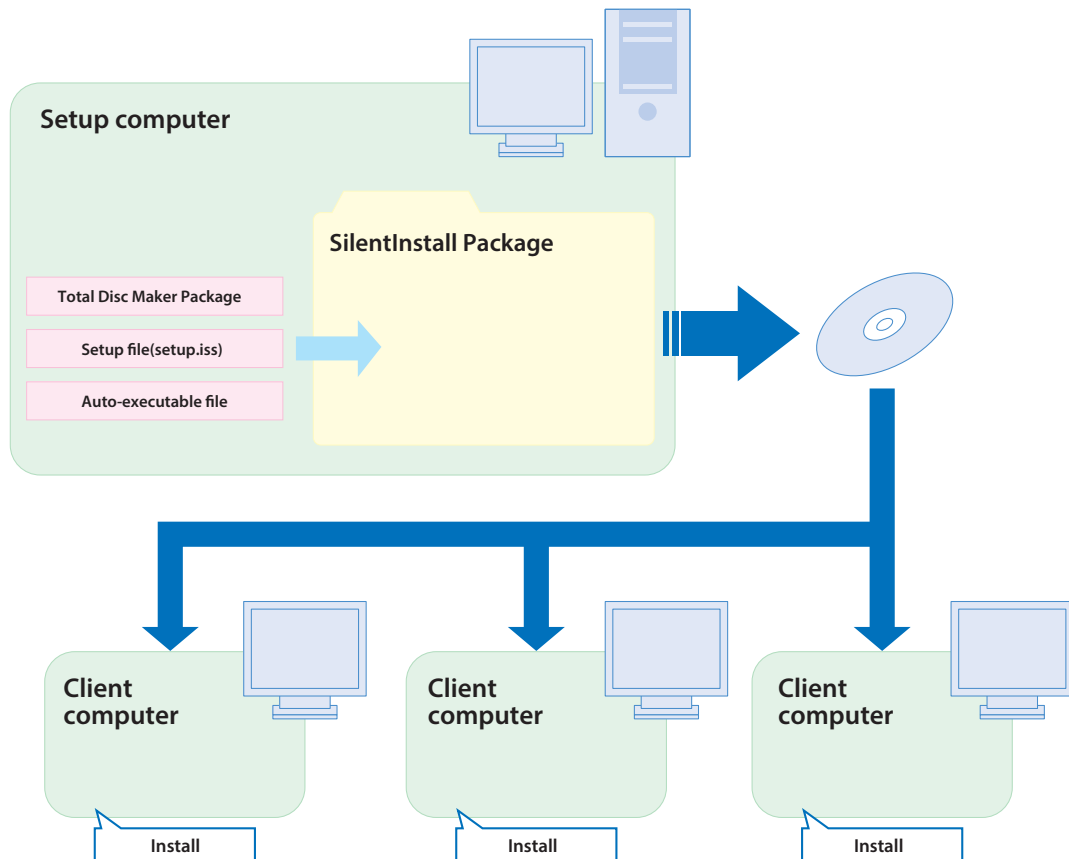 Setup computer
SilentInstall Package
Total Disc Maker Package
Setup file(setup.iss)
Auto-executable file
Client
computer
Client
computer
Client
computer
Install
Install
Install